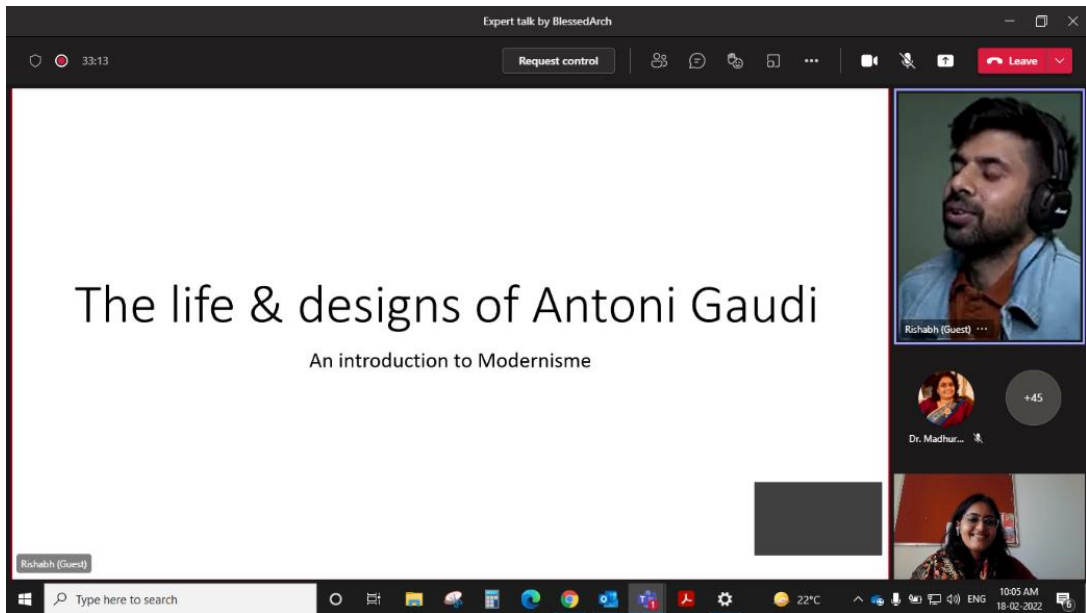 Expert talk by BlessedArch
33:13
Request control
Leave
The life & designs of Antoni Gaudi
An introduction to Modernisme
Rishabh (Guest)
Rishabh (Guest) ...
+45
Dr. Madhur...
Type here to search
22°C
ENG
10:05 AM
18-02-2022